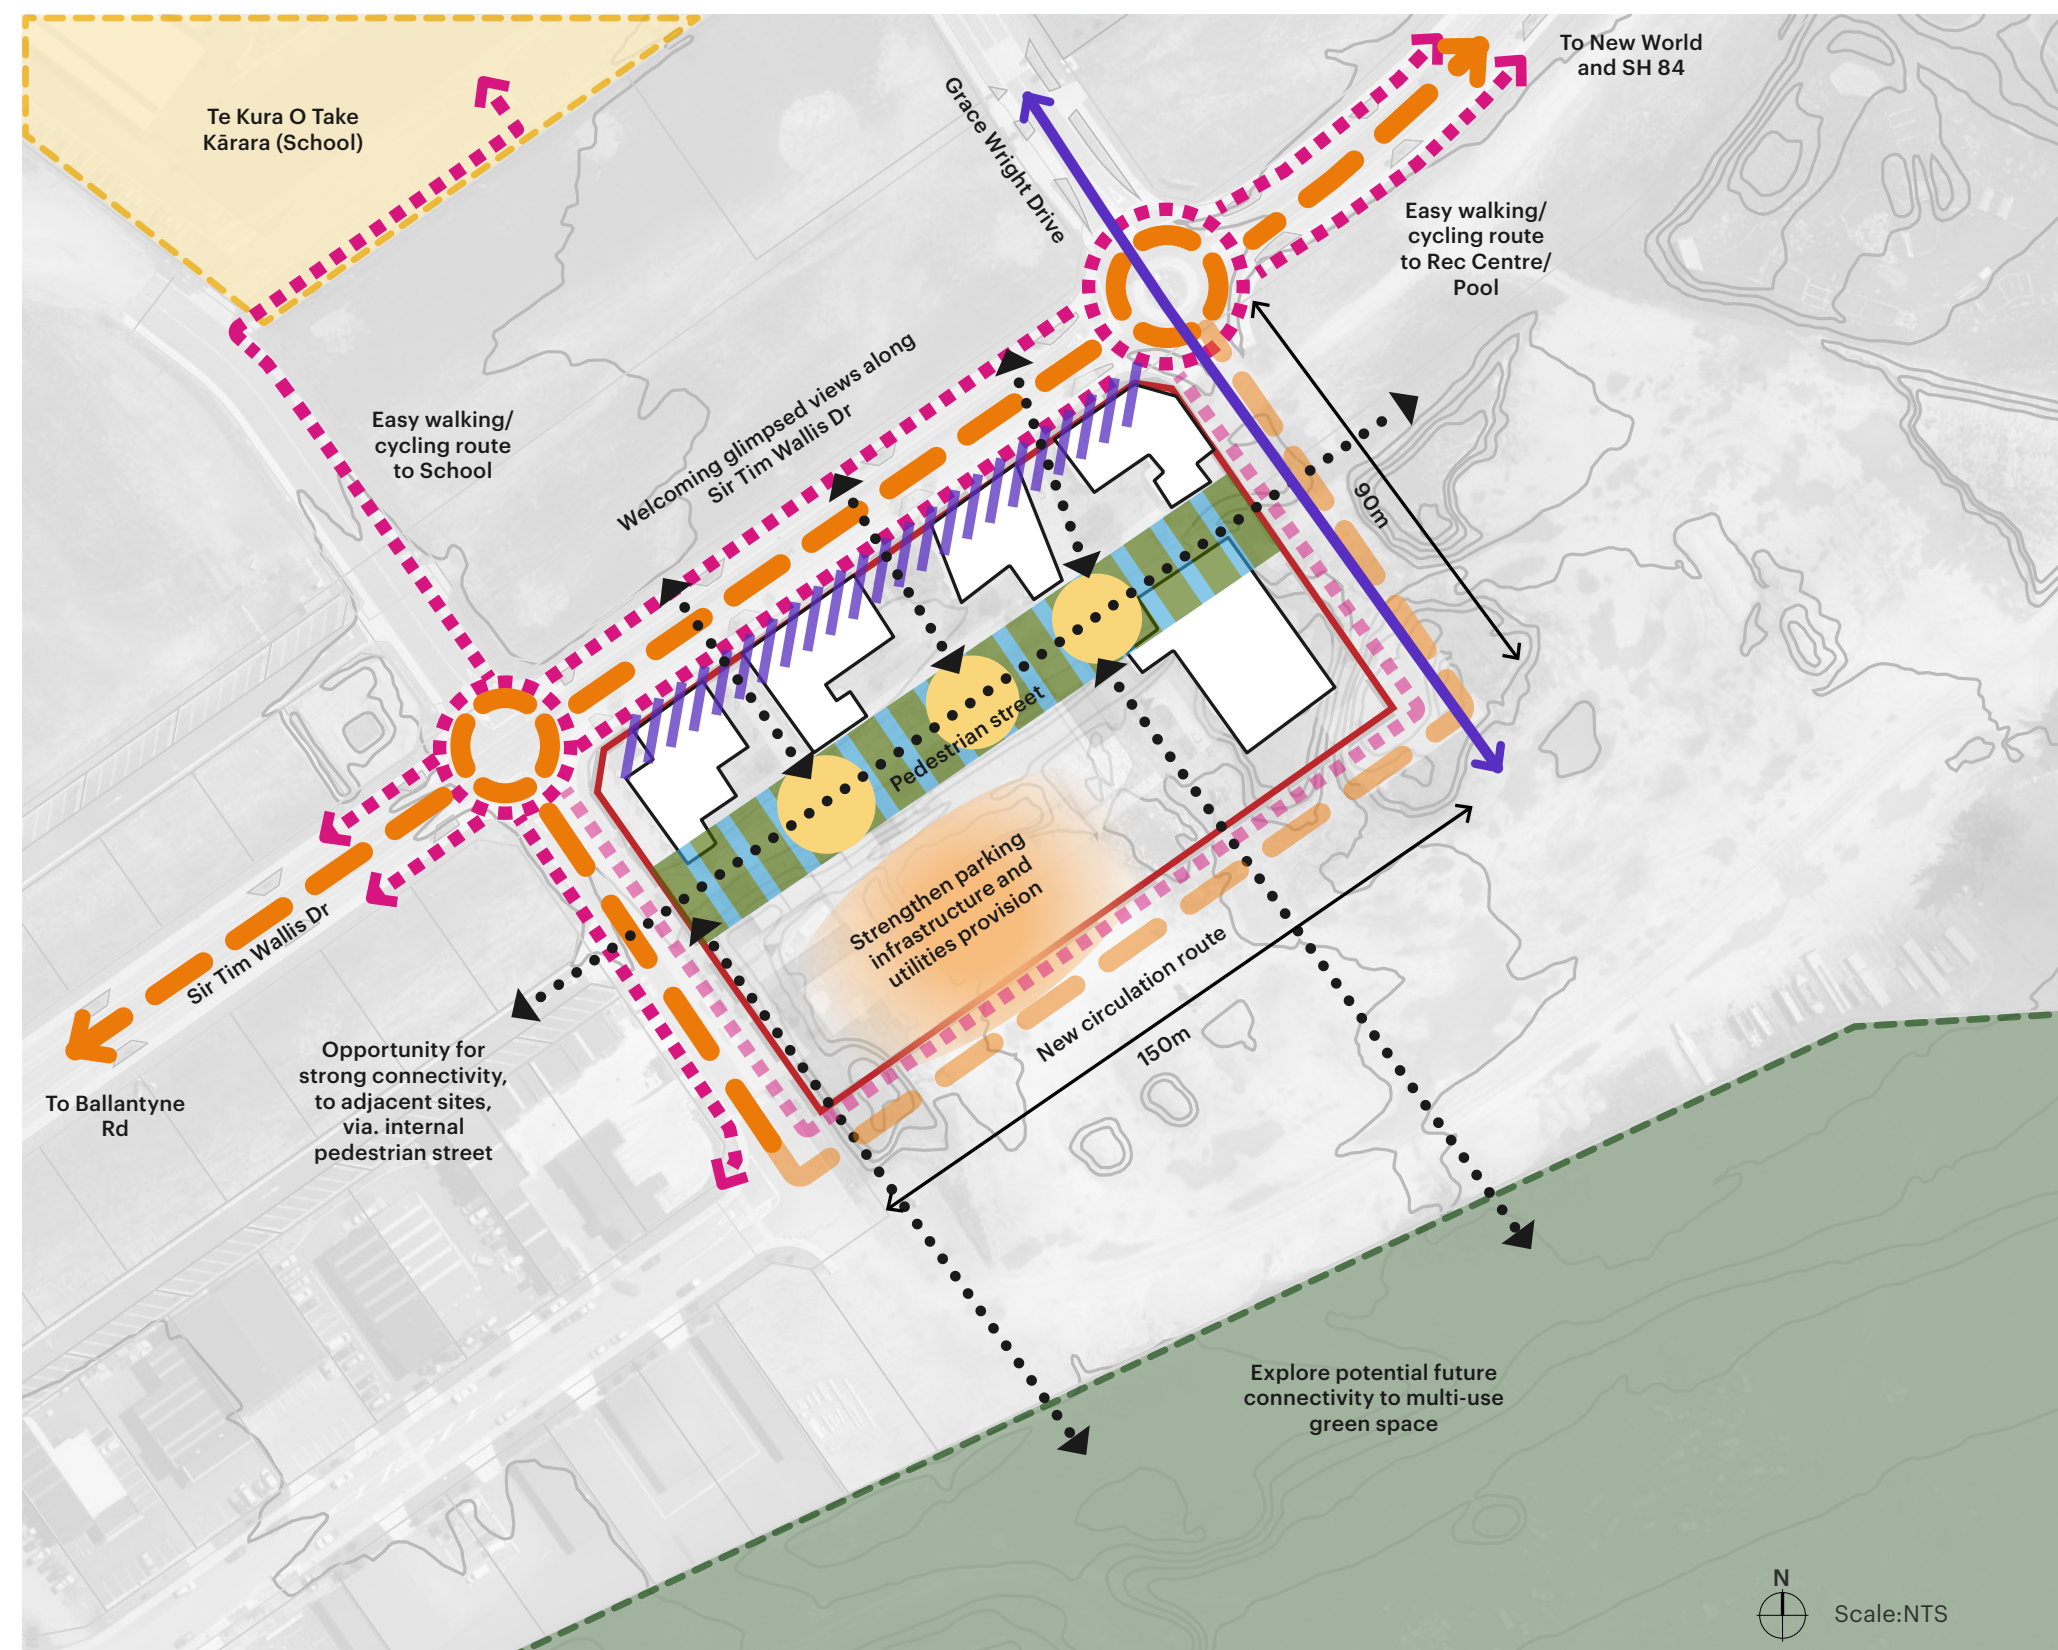 To New World
and SH 84
Te Kura O Take
Kārara (School)
Grace Wright Drive
Easy walking/
cycling route
to Rec Centre/
Pool
Welcoming glimpsed views along
Sir Tim Wallis Dr
Easy walking/
cycling route
to School
90m
Pedestrian street
Strengthen parking
infrastructure and
utilities provision
Sir Tim Wallis Dr
New circulation route
150m
Opportunity for
strong connectivity,
to adjacent sites,
via. internal
pedestrian street
To Ballantyne
Rd
Explore potential future
connectivity to multi-use
green space
N
Scale:NTS